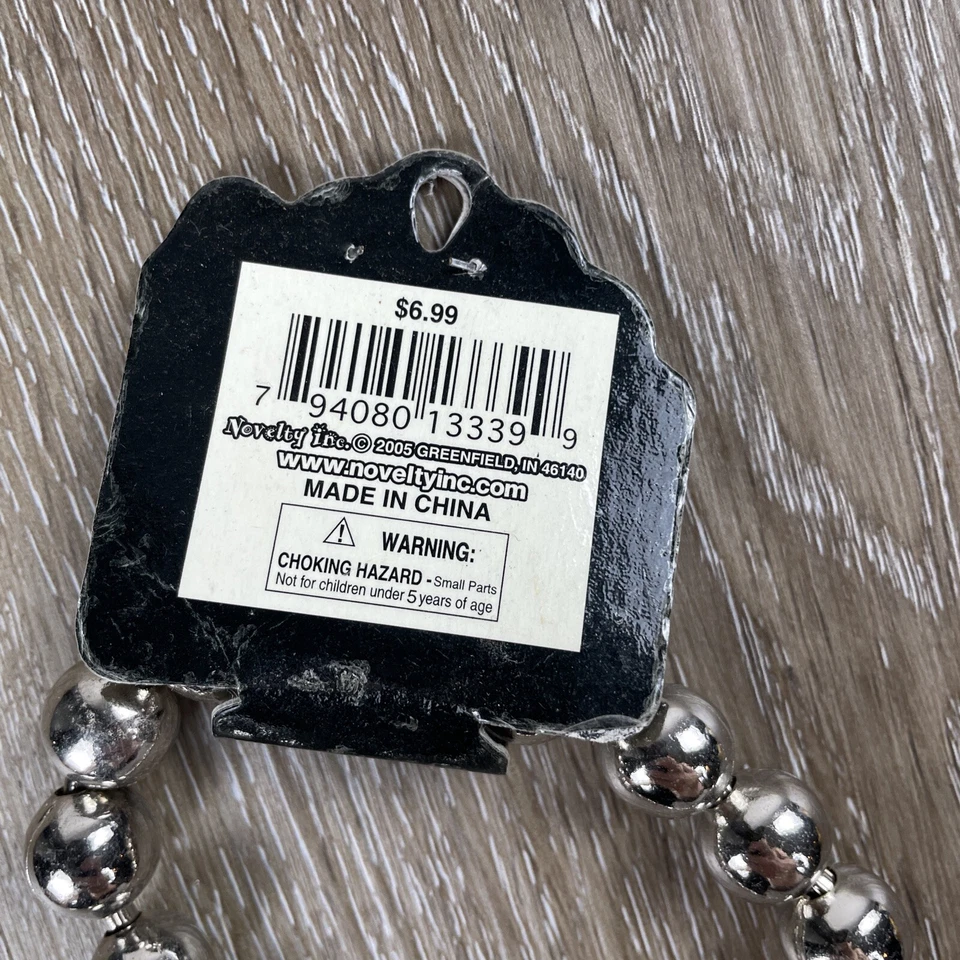 $6.99
7 94080 13339 9
Novelty Inc.© 2005 GREENFIELD, IN 46140
www.noveltyinc.com
MADE IN CHINA
WARNING:
CHOKING HAZARD - Small Parts
Not for children under 5 years of age